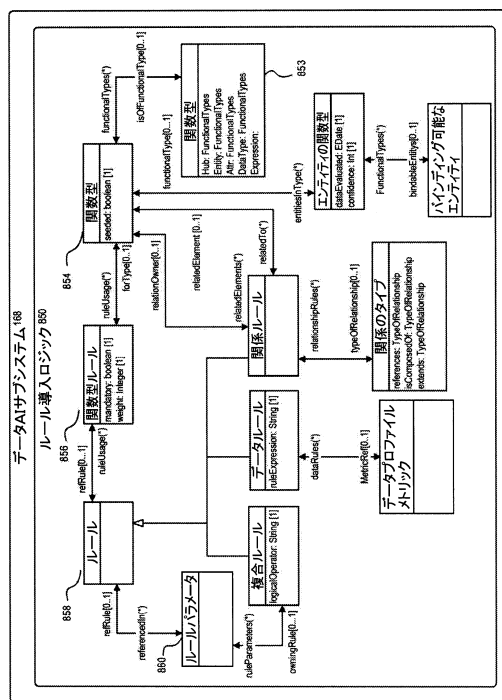 データAIサブシステム168
ルール導入ロジック850
858
ルール
refRule[0..1]
ruleUsage(*)
856
関数型ルール
mandatory: boolean [1]
weight: Integer [1]
ruleUsage(*)
forType[0..1]
854
関数型
seeded: boolean [1]
functionalTypes(*)
isOfFunctionalType[0..1]
functionalType[0..1]
853
関数型
Hub: FunctionalTypes
Entity: FunctionalTypes
Attr: FunctionalTypes
DataType: FunctionalTypes
Expression:
refRule[0..1]
referencedIn(*)
860
ルールパラメータ
ruleParameters(*)
owningRule[0..1]
複合ルール
logicalOperator: String [1]
データルール
ruleExpression: String [1]
dataRules(*)
MetricRef[0..1]
データプロファイル
メトリック
relationOwner[0..1]
relatedElement [0..1]
relatedElements(*)
relatedTo(*)
関係ルール
relationshipRules(*)
typeOfRelationship[0..1]
関係のタイプ
references: TypeOfRelationship
isComposedOf: TypeOfRelationship
extends: TypeOfRelationship
entitiesInType(*)
エンティティの関数型
dataEvaluated: EDate [1]
confidence: Int [1]
FunctionalTypes(*)
bindableEntitys[0..1]
バインディング可能な
エンティティ